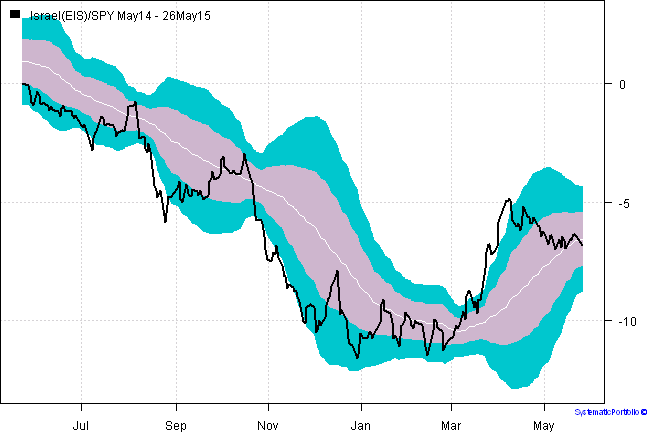 Israel(EIS)/SPY May14 - 26May15
0
-5
-10
Jul Sep Nov Jan Mar May
SystematicPortfolio ©